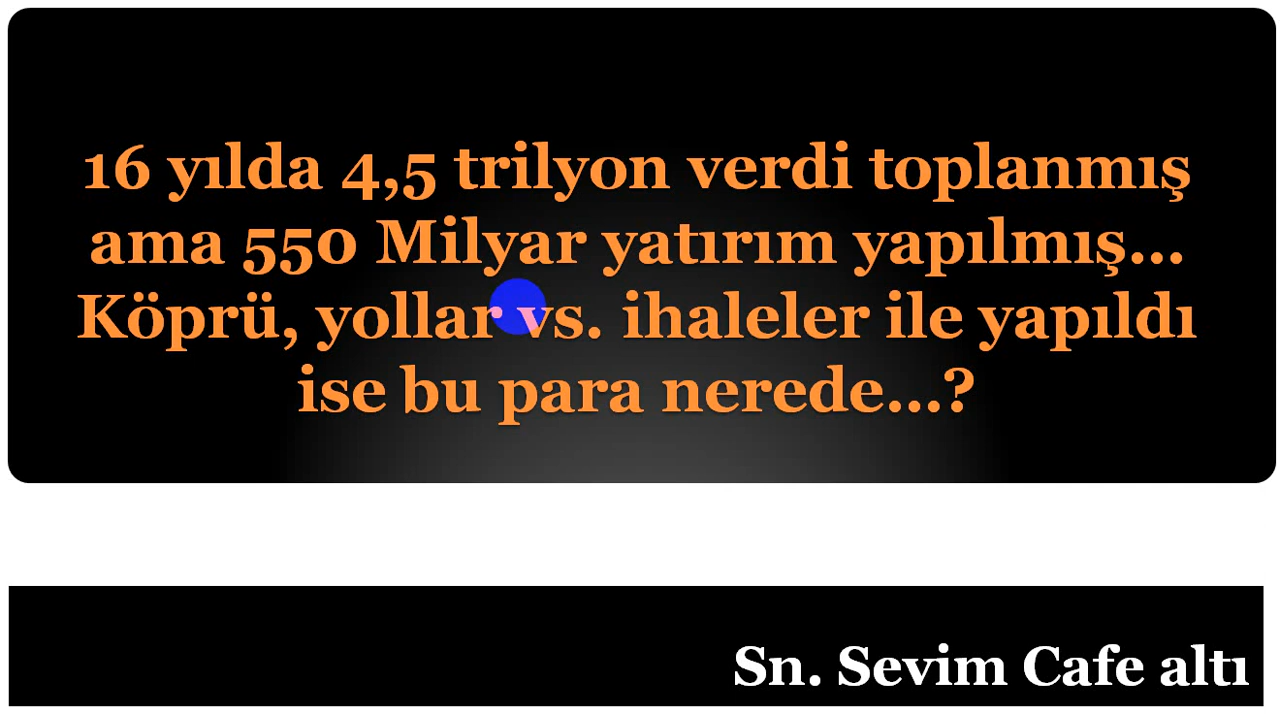 16 yılda 4,5 trilyon verdi toplanmış
ama 550 Milyar yatırım yapılmış...
Köprü, yollar vs. ihaleler ile yapıldı
ise bu para nerede...?
Sn. Sevim Cafe altı